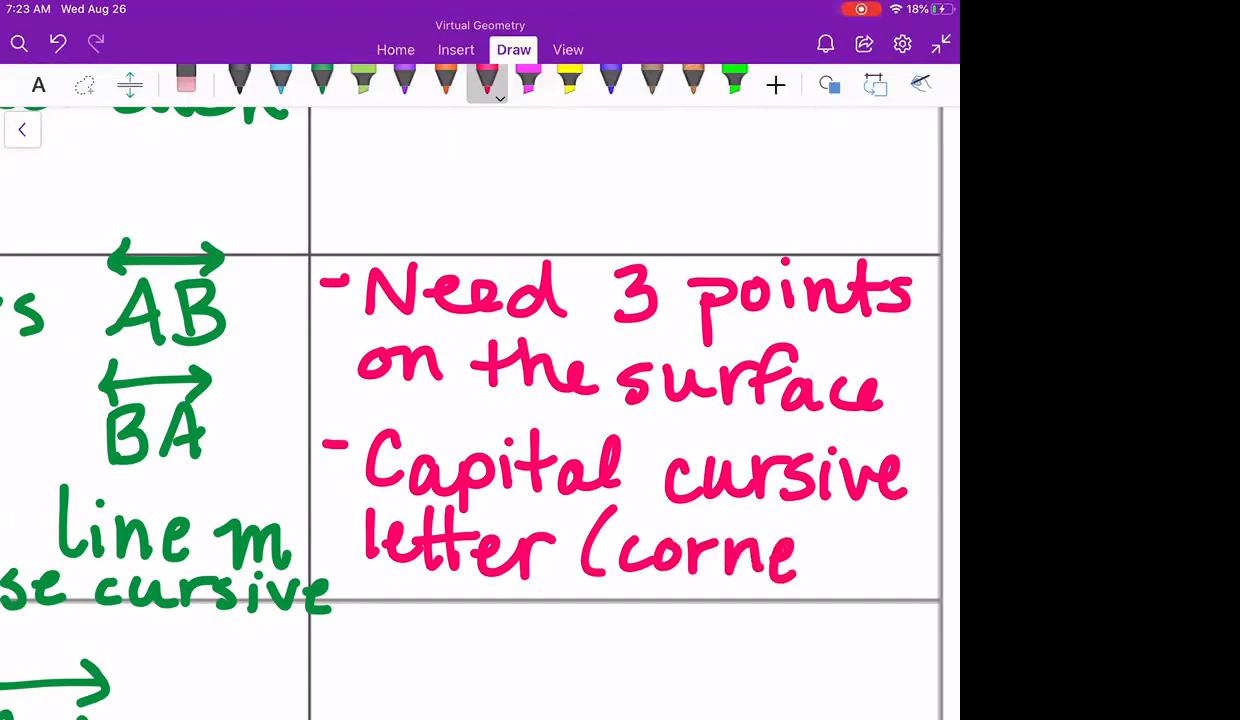 7:23 AM Wed Aug 26
18%
Virtual Geometry
Home Insert Draw View
A
AB
BA
line m
se cursive
- Need 3 points
on the surface
- Capital cursive
letter (corne